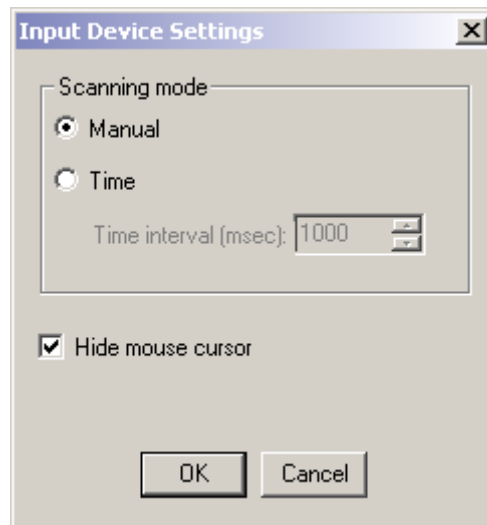 Input Device Settings
Scanning mode
Manual
Time
Time interval (msec): 1000
Hide mouse cursor
OK Cancel